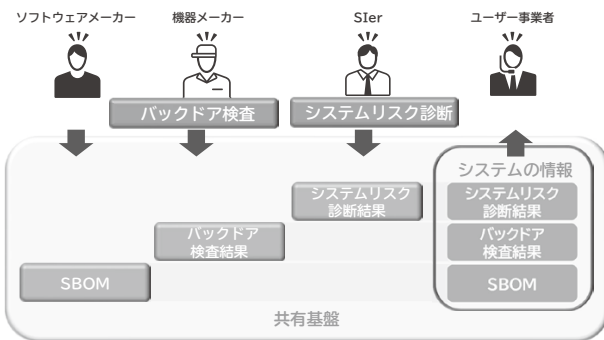 ソフトウェアメーカー
機器メーカー
SIer
ユーザー事業者
バックドア検査
システムリスク診断
システムの情報
システムリスク
診断結果
システムリスク
診断結果
バックドア
検査結果
バックドア
検査結果
SBOM
SBOM
共有基盤